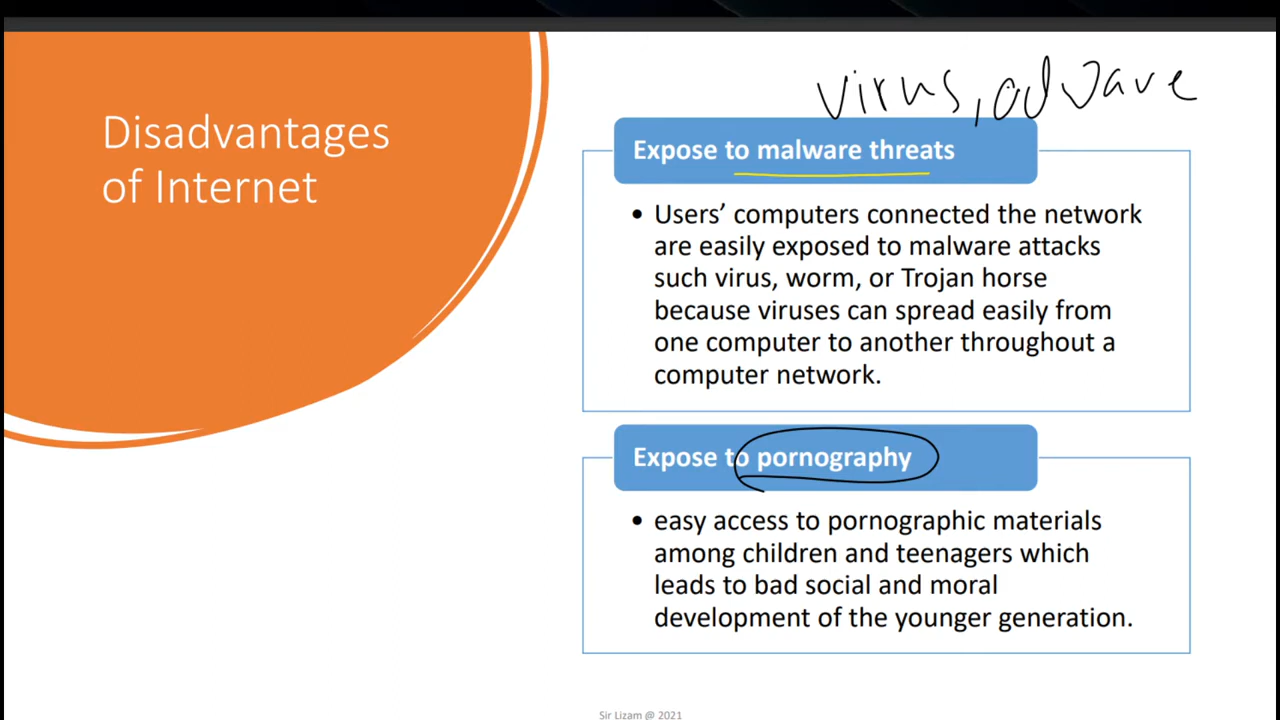 Disadvantages
of Internet
virus, adware
Expose to malware threats
• Users’ computers connected the network
are easily exposed to malware attacks
such virus, worm, or Trojan horse
because viruses can spread easily from
one computer to another throughout a
computer network.
Expose to pornography
• easy access to pornographic materials
among children and teenagers which
leads to bad social and moral
development of the younger generation.
Sir Lizam @ 2021